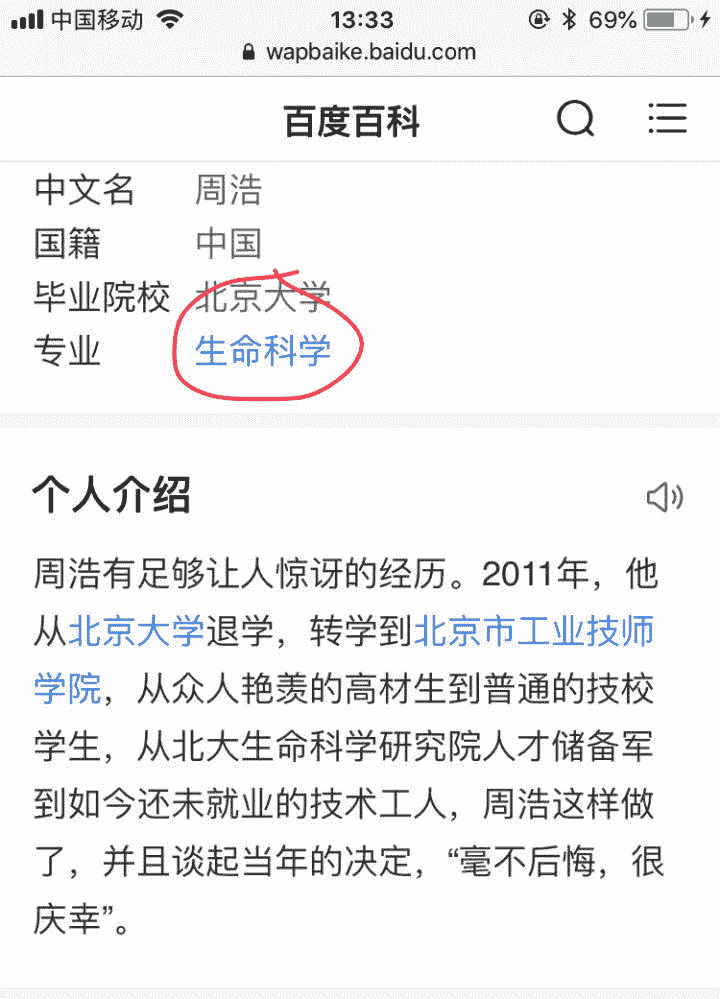 中国移动 13:33 69%
wapbaike.baidu.com
百度百科
中文名 周浩
国籍 中国
毕业院校 北京大学
专业 生命科学
个人介绍
周浩有足够让人惊讶的经历。2011年，他
从北京大学退学，转学到北京市工业技师
学院，从众人艳羡的高材生到普通的技校
学生，从北大生命科学研究院人才储备军
到如今还未就业的技术工人，周浩这样做
了，并且谈起当年的决定，“毫不后悔，很
庆幸”。